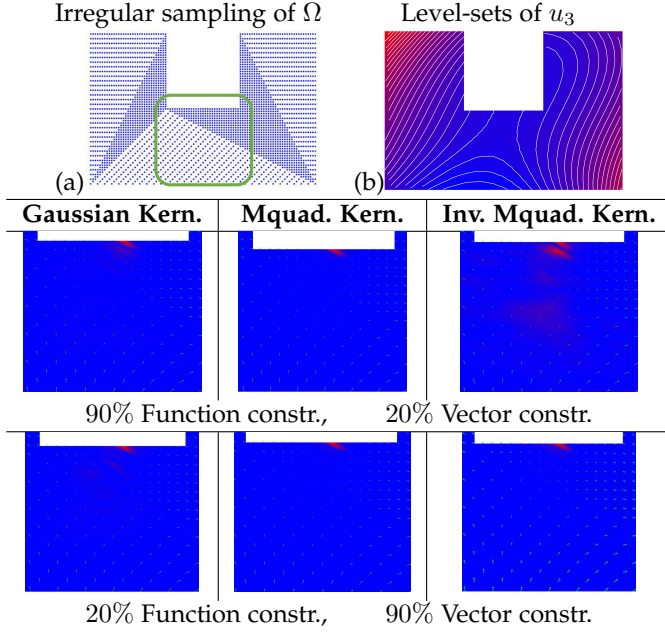 Irregular sampling of Ω
Level-sets of u₃
(a)
(b)
Gaussian Kern.
Mquad. Kern.
Inv. Mquad. Kern.
90% Function constr., 20% Vector constr.
20% Function constr., 90% Vector constr.